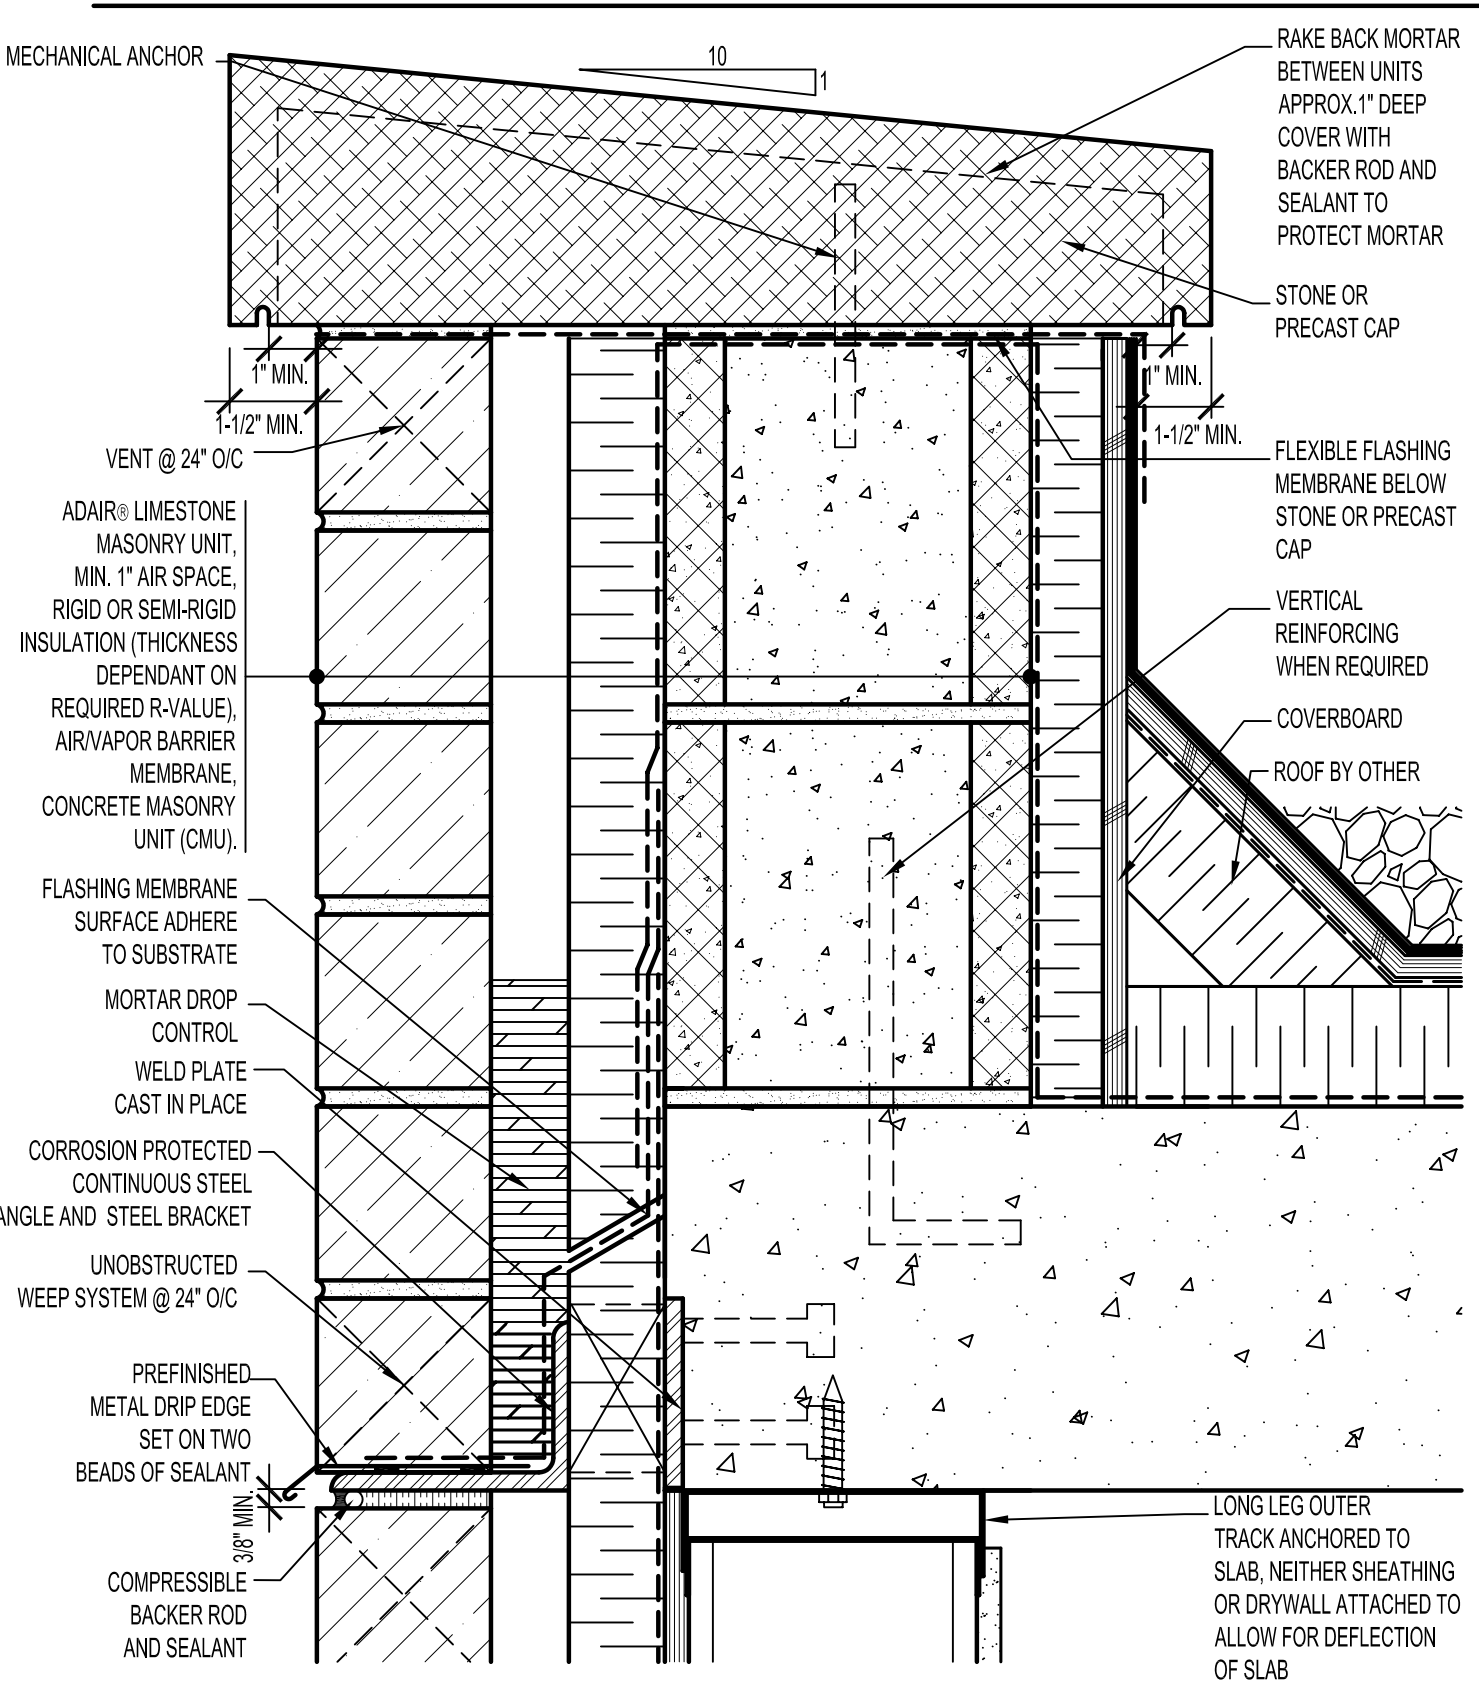 MECHANICAL ANCHOR
10
1
RAKE BACK MORTAR
BETWEEN UNITS
APPROX.1" DEEP
COVER WITH
BACKER ROD AND
SEALANT TO
PROTECT MORTAR
STONE OR
PRECAST CAP
1" MIN.
1-1/2" MIN.
1" MIN.
1-1/2" MIN.
VENT @ 24" O/C
FLEXIBLE FLASHING
MEMBRANE BELOW
STONE OR PRECAST
CAP
ADAIR® LIMESTONE
MASONRY UNIT,
MIN. 1" AIR SPACE,
RIGID OR SEMI-RIGID
INSULATION (THICKNESS
DEPENDANT ON
REQUIRED R-VALUE),
AIR/VAPOR BARRIER
MEMBRANE,
CONCRETE MASONRY
UNIT (CMU).
VERTICAL
REINFORCING
WHEN REQUIRED
COVERBOARD
ROOF BY OTHER
FLASHING MEMBRANE
SURFACE ADHERE
TO SUBSTRATE
MORTAR DROP
CONTROL
WELD PLATE
CAST IN PLACE
CORROSION PROTECTED
CONTINUOUS STEEL
ANGLE AND STEEL BRACKET
UNOBSTRUCTED
WEEP SYSTEM @ 24" O/C
PREFINISHED
METAL DRIP EDGE
SET ON TWO
BEADS OF SEALANT
3/8" MIN.
COMPRESSIBLE
BACKER ROD
AND SEALANT
LONG LEG OUTER
TRACK ANCHORED TO
SLAB, NEITHER SHEATHING
OR DRYWALL ATTACHED TO
ALLOW FOR DEFLECTION
OF SLAB